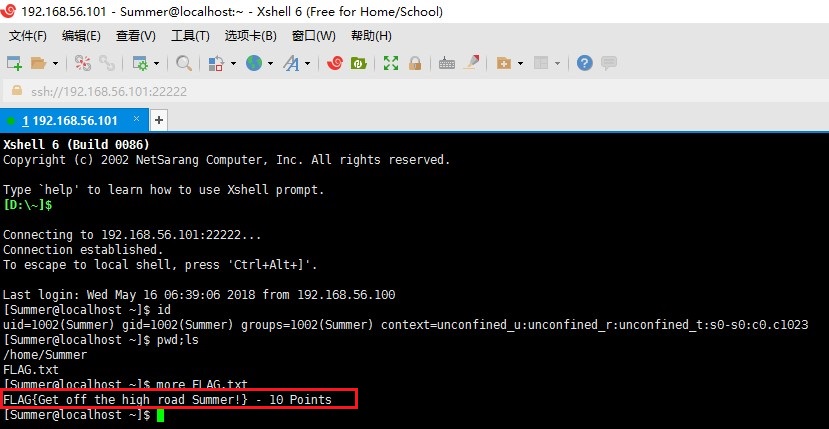 192.168.56.101 - Summer@localhost:~ - Xshell 6 (Free for Home/School)
文件(F) 编辑(E) 查看(V) 工具(T) 选项卡(B) 窗口(W) 帮助(H)
ssh://192.168.56.101:22222
1 192.168.56.101 × +
Xshell 6 (Build 0086)
Copyright (c) 2002 NetSarang Computer, Inc. All rights reserved.
Type `help' to learn how to use Xshell prompt.
[D:\~]$
Connecting to 192.168.56.101:22222...
Connection established.
To escape to local shell, press 'Ctrl+Alt+]'.
Last login: Wed May 16 06:39:06 2018 from 192.168.56.100
[Summer@localhost ~]$ id
uid=1002(Summer) gid=1002(Summer) groups=1002(Summer) context=unconfined_u:unconfined_r:unconfined_t:s0-s0:c0.c1023
[Summer@localhost ~]$ pwd;ls
/home/Summer
FLAG.txt
[Summer@localhost ~]$ more FLAG.txt
FLAG{Get off the high road Summer!} - 10 Points
[Summer@localhost ~]$